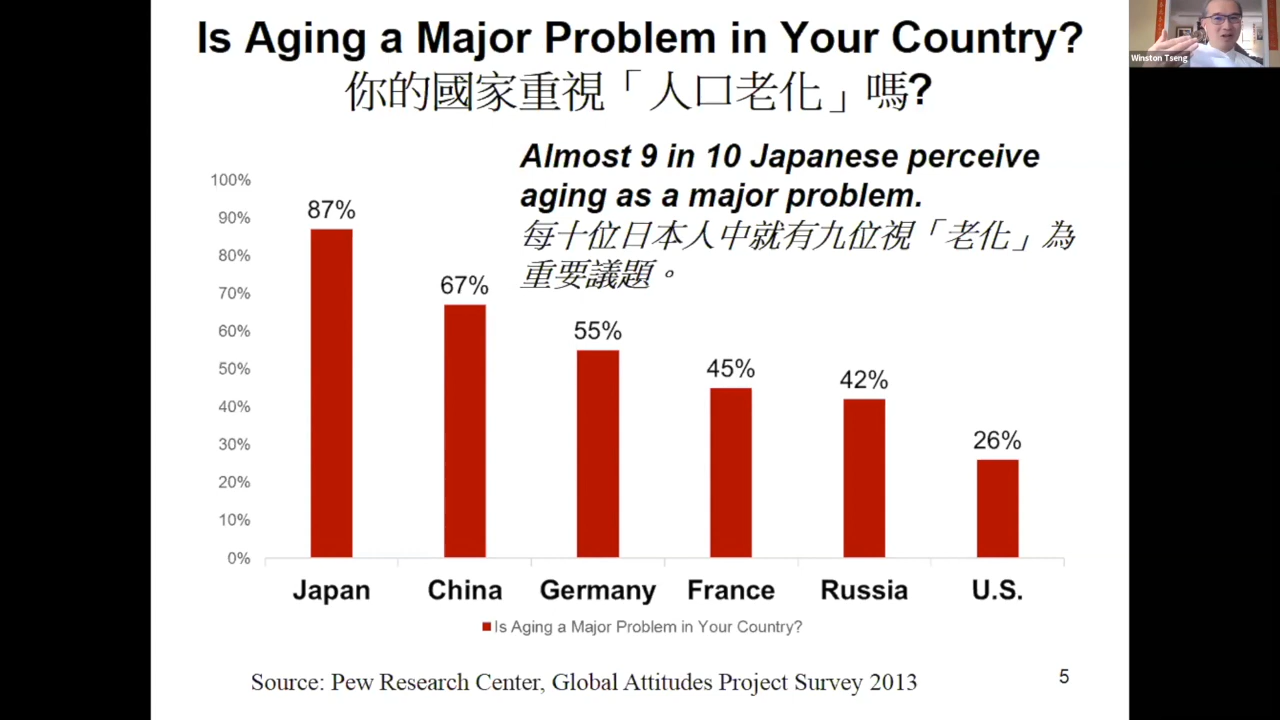 Is Aging a Major Problem in Your Country?
你的國家重視「人口老化」嗎?
Winston Tseng
Almost 9 in 10 Japanese perceive
aging as a major problem.
每十位日本人中就有九位視「老化」為
重要議題。
100%
90%
80%
70%
60%
50%
40%
30%
20%
10%
0%
87%
67%
55%
45%
42%
26%
Japan China Germany France Russia U.S.
Is Aging a Major Problem in Your Country?
Source: Pew Research Center, Global Attitudes Project Survey 2013
5